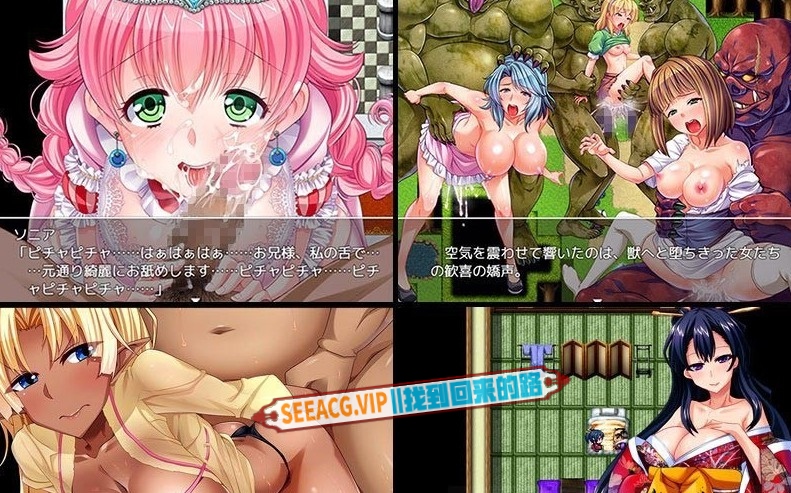 ソニア
「ピチャピチャ……はぁはぁはぁ……お兄様、私の舌で…
…元通り綺麗にお舐めします……ピチャピチャ……ピチ
ャピチャピチャ……」
空気を震わせて響いたのは、獣へと堕ちきった女たち
の歓喜の嬌声。
SEEACG.VIP||找到回来的路